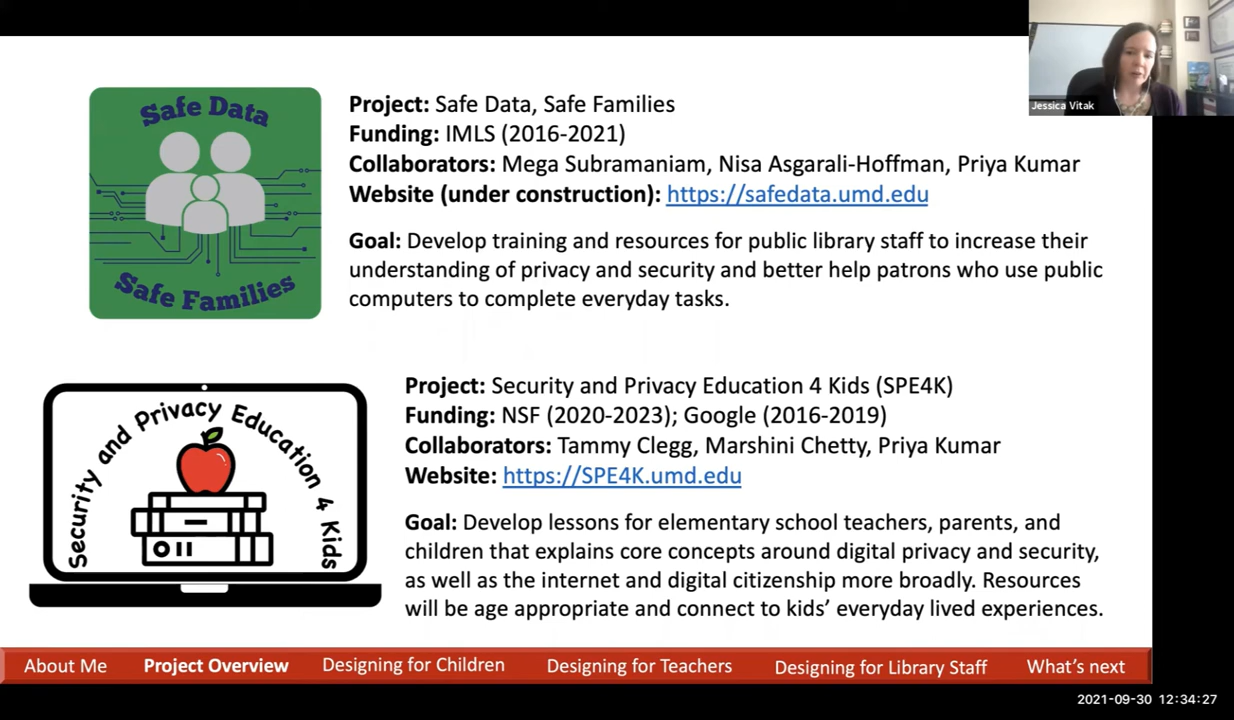 Jessica Vitak
Safe Data
Safe Families
Project: Safe Data, Safe Families
Funding: IMLS (2016-2021)
Collaborators: Mega Subramaniam, Nisa Asgarali-Hoffman, Priya Kumar
Website (under construction): https://safedata.umd.edu
Goal: Develop training and resources for public library staff to increase their
understanding of privacy and security and better help patrons who use public
computers to complete everyday tasks.
Security and Privacy Education 4 Kids
Project: Security and Privacy Education 4 Kids (SPE4K)
Funding: NSF (2020-2023); Google (2016-2019)
Collaborators: Tammy Clegg, Marshini Chetty, Priya Kumar
Website: https://SPE4K.umd.edu
Goal: Develop lessons for elementary school teachers, parents, and
children that explains core concepts around digital privacy and security,
as well as the internet and digital citizenship more broadly. Resources
will be age appropriate and connect to kids’ everyday lived experiences.
About Me Project Overview Designing for Children Designing for Teachers Designing for Library Staff What’s next
2021-09-30 12:34:27